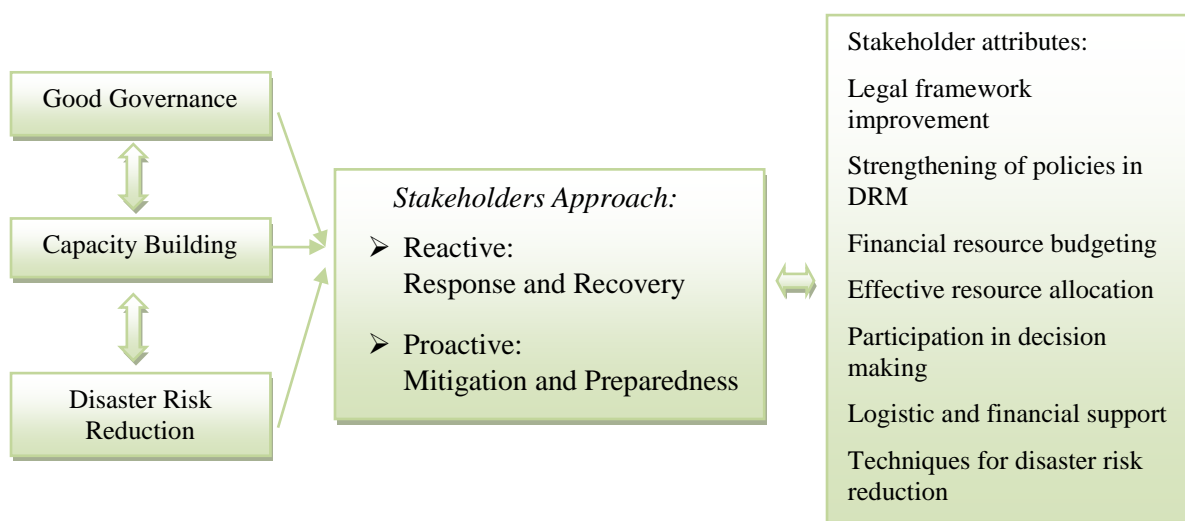 Good Governance
Capacity Building
Disaster Risk
Reduction
Stakeholders Approach:
➢ Reactive:
Response and Recovery
➢ Proactive:
Mitigation and Preparedness
Stakeholder attributes:
Legal framework
improvement
Strengthening of policies in
DRM
Financial resource budgeting
Effective resource allocation
Participation in decision
making
Logistic and financial support
Techniques for disaster risk
reduction